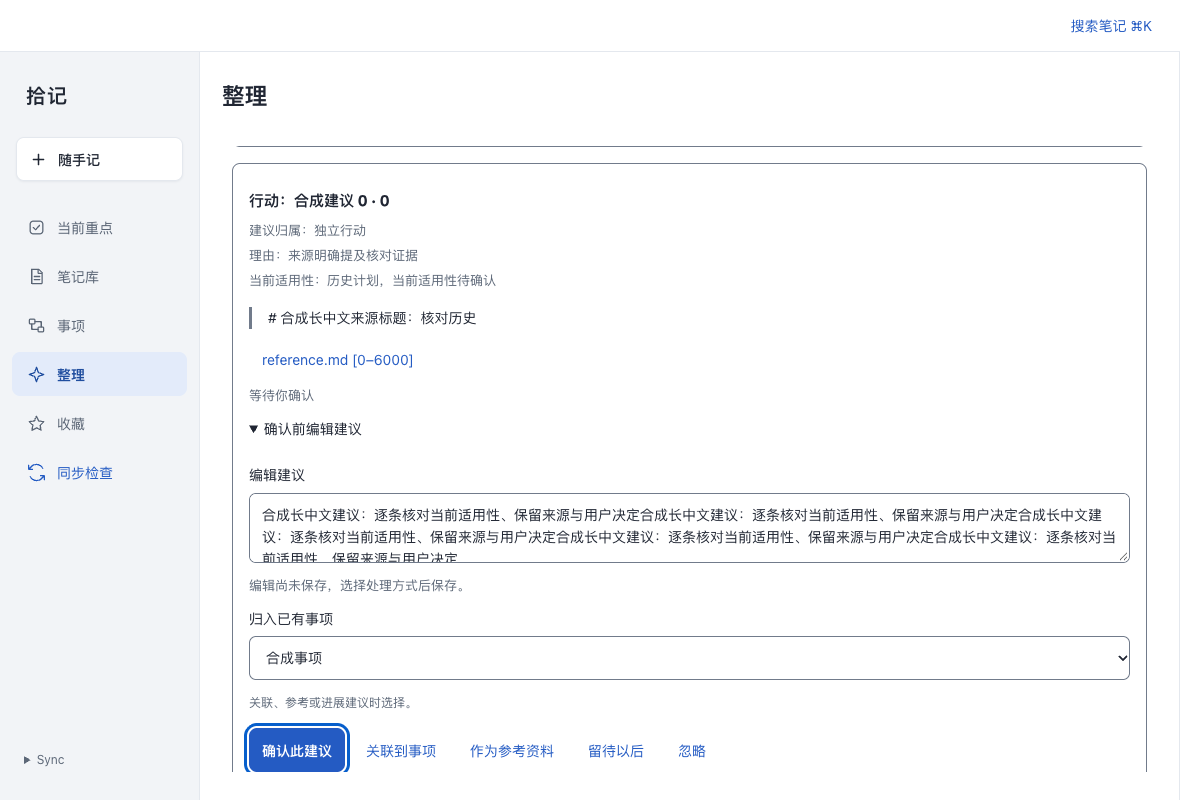 搜索笔记 ⌘K
拾记
+ 随手记
当前重点
笔记库
事项
整理
收藏
同步检查
Sync
整理
行动：合成建议 0 · 0
建议归属：独立行动
理由：来源明确提及核对证据
当前适用性：历史计划，当前适用性待确认
# 合成长中文来源标题：核对历史
reference.md [0–6000]
等待你确认
▼ 确认前编辑建议
编辑建议
合成长中文建议：逐条核对当前适用性、保留来源与用户决定合成长中文建议：逐条核对当前适用性、保留来源与用户决定合成长中文建
议：逐条核对当前适用性、保留来源与用户决定合成长中文建议：逐条核对当前适用性、保留来源与用户决定合成长中文建议：逐条核对当
前适用性、保留来源与用户决定
编辑尚未保存，选择处理方式后保存。
归入已有事项
合成事项
关联、参考或进展建议时选择。
确认此建议 关联到事项 作为参考资料 留待以后 忽略